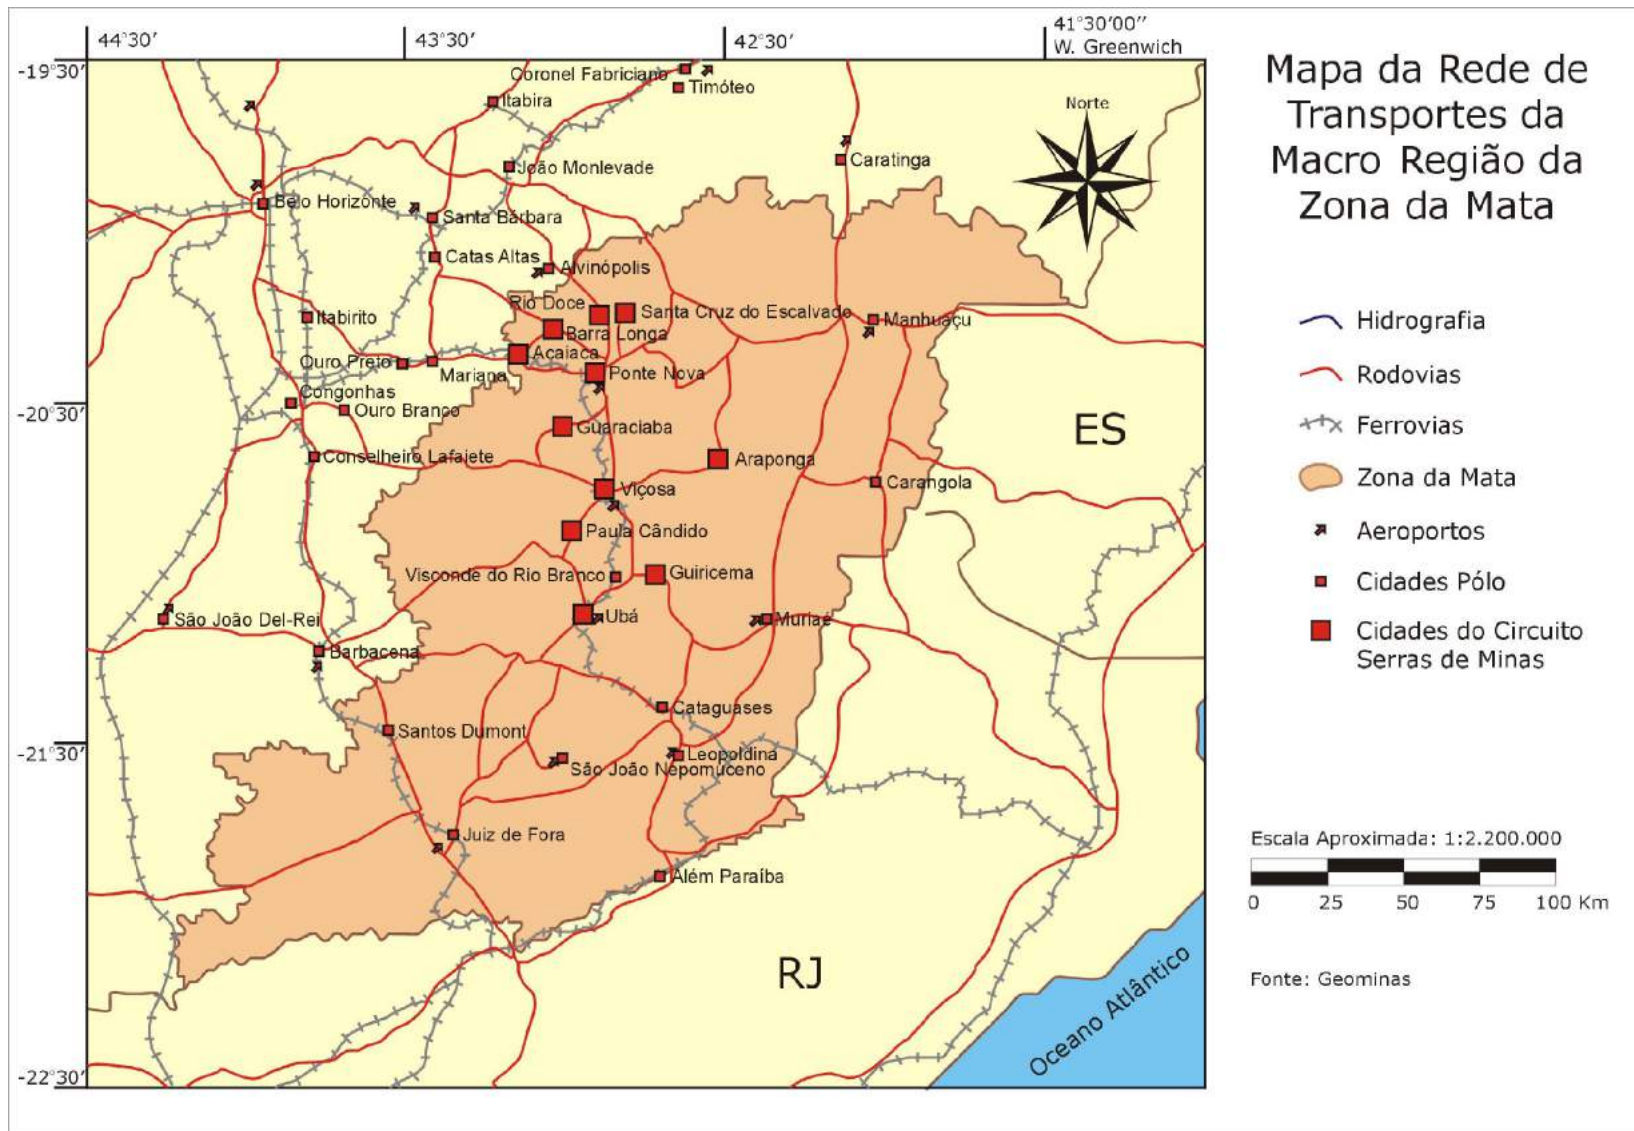 44°30'
43°30'
42°30'
41°30'00''
W. Greenwich
-19°30'
-20°30'
-21°30'
-22°30'
Coronel Fabriciano
Timóteo
Itabira
João Monlevade
Caratinga
Norte
Belo Horizonte
Santa Bárbara
Catas Altas
Alvinópolis
Rio Doce
Santa Cruz do Escalvado
Manhuaçu
Itabirito
Barra Longa
Acaiaca
Ouro Preto
Mariana
Ponte Nova
Congonhas
Ouro Branco
Guaraciaba
ES
Conselheiro Lafaiete
Araponga
Carangola
Viçosa
Paula Cândido
Visconde do Rio Branco
Guiricema
São João Del-Rei
Ubá
Muriaé
Barbacena
Cataguases
Santos Dumont
Leopoldina
São João Nepomuceno
Juiz de Fora
Além Paraíba
RJ
Oceano Atlântico
Mapa da Rede de
Transportes da
Macro Região da
Zona da Mata
Hidrografia
Rodovias
Ferrovias
Zona da Mata
Aeroportos
Cidades Pólo
Cidades do Circuito
Serras de Minas
Escala Aproximada: 1:2.200.000
0 25 50 75 100 Km
Fonte: Geominas